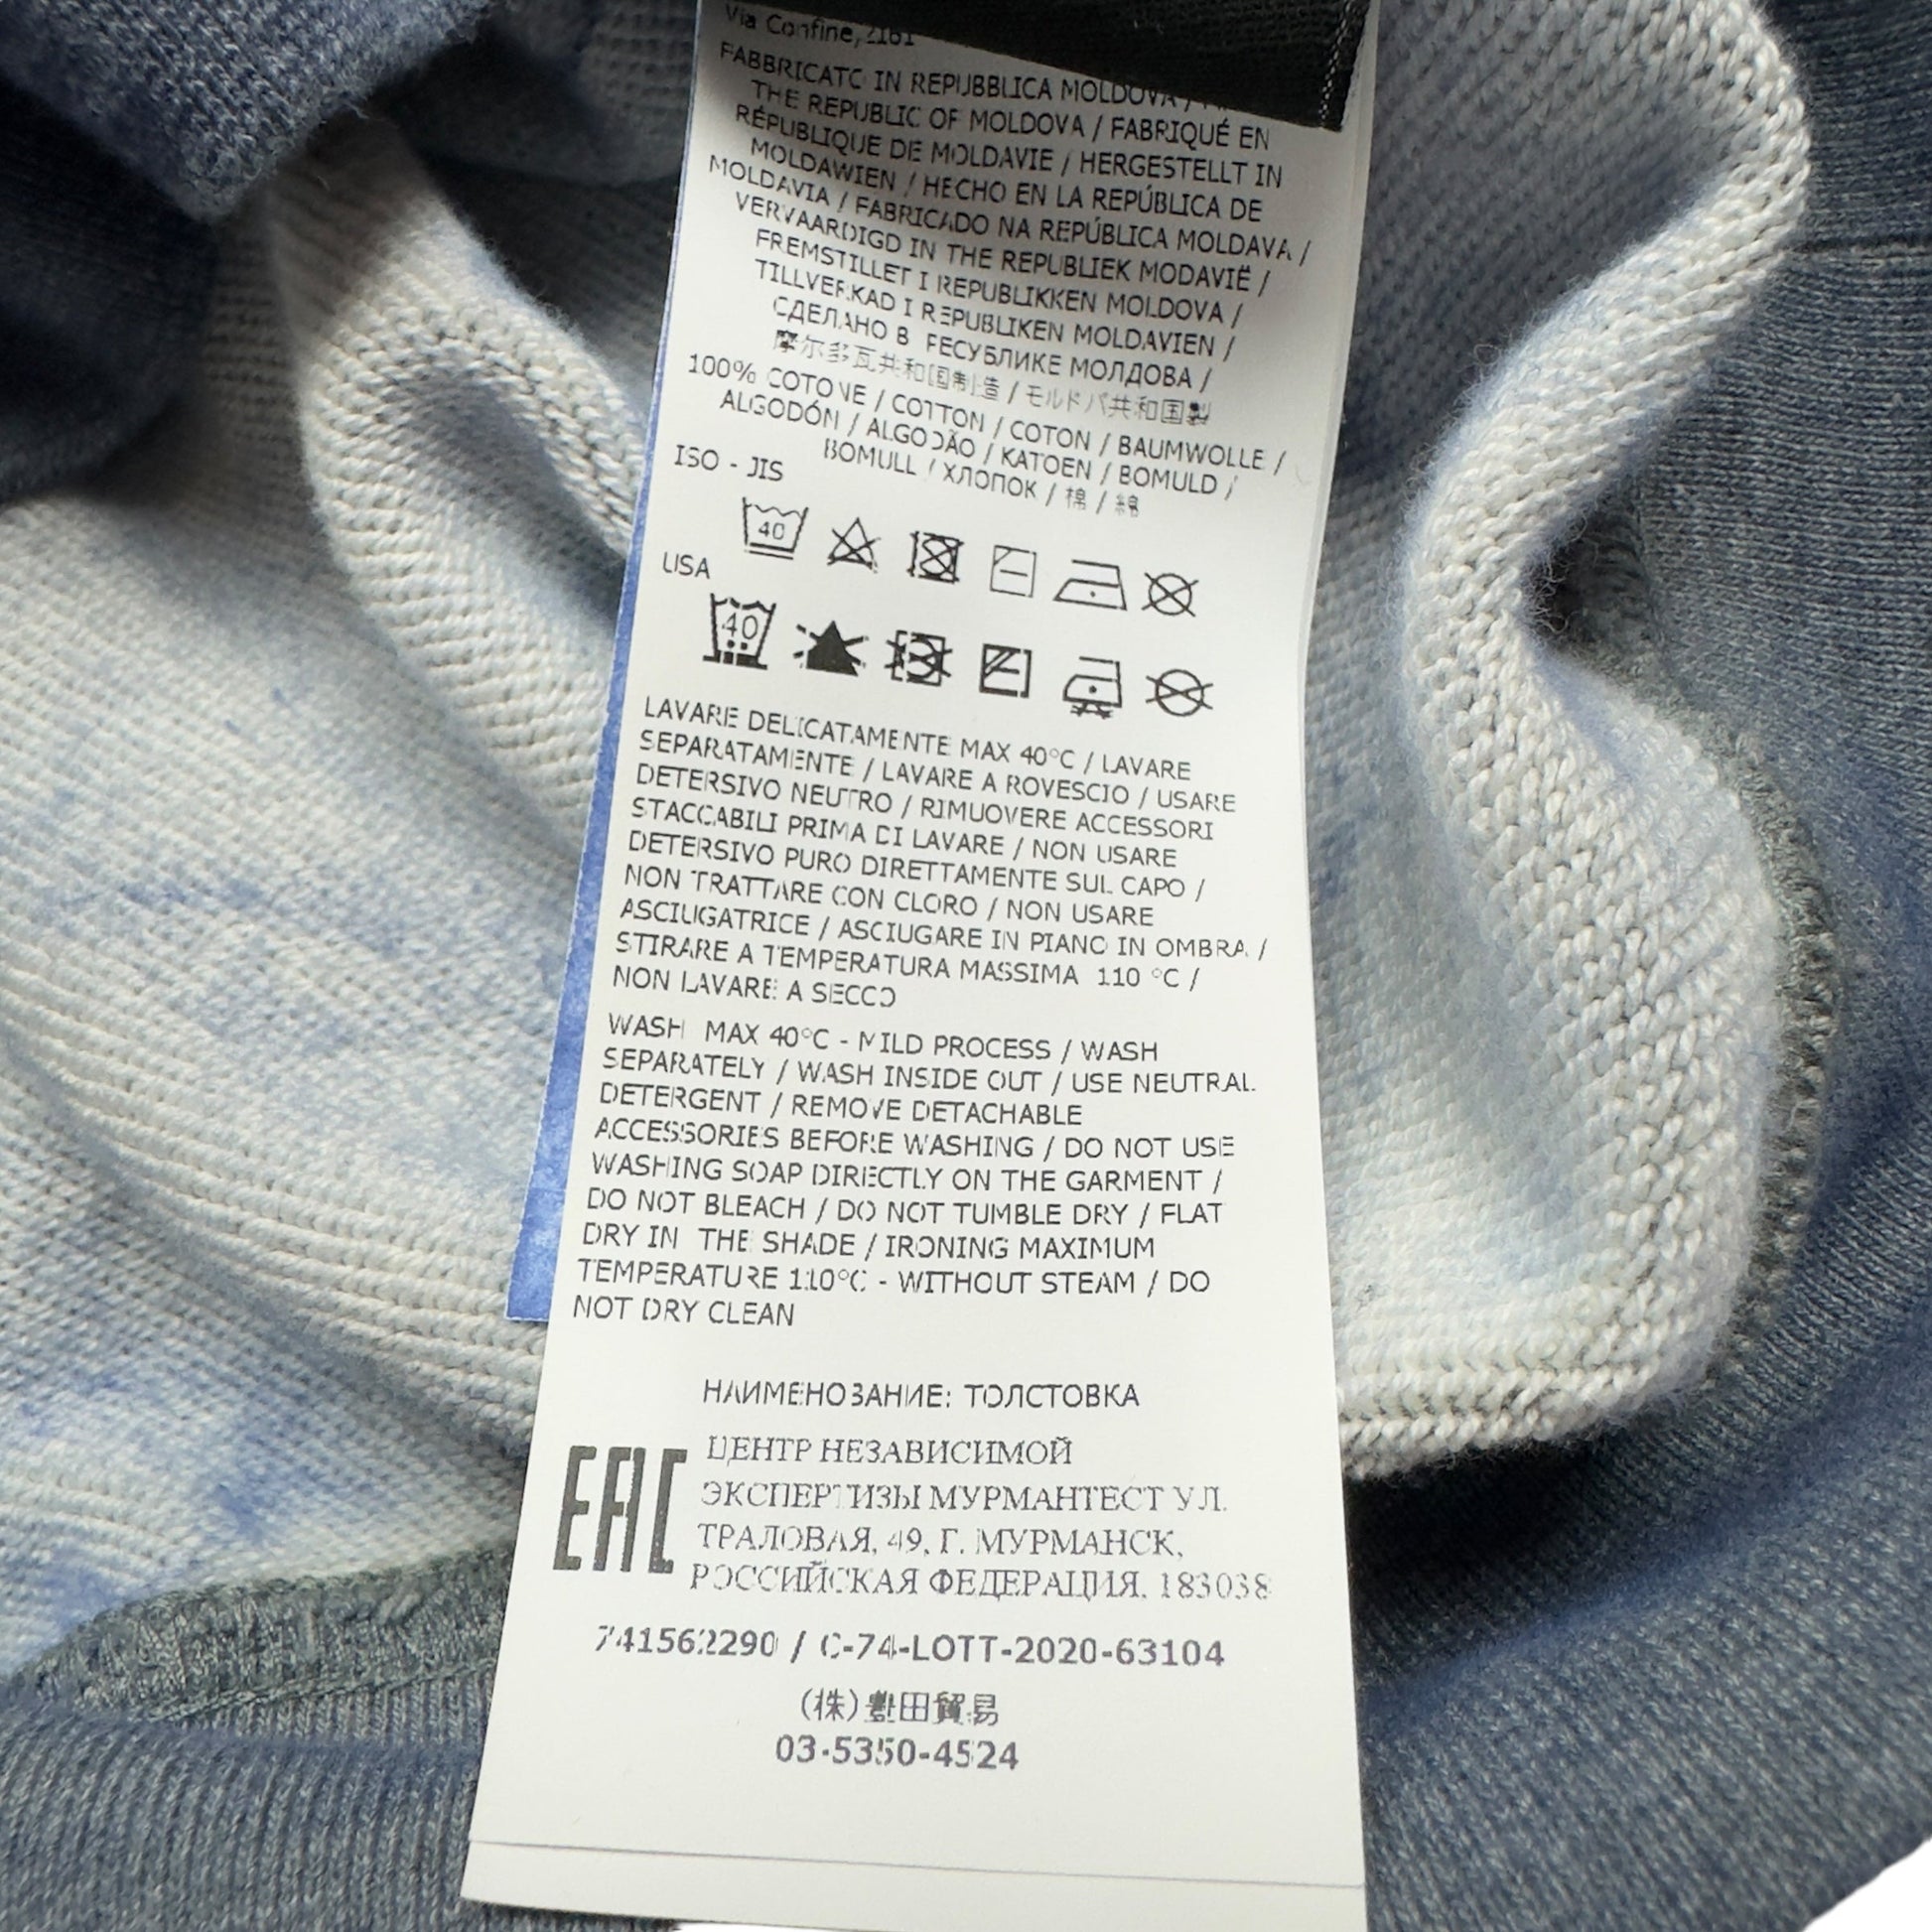 Via Confine, 2161
FABBRICATO IN REPUBBLICA MOLDOVA /
THE REPUBLIC OF MOLDOVA / FABRIQUÉ EN
RÉPUBLIQUE DE MOLDAVIE / HERGESTELLT IN
MOLDAWIEN / HECHO EN LA REPÚBLICA DE
MOLDAVIA / FABRICADO NA REPÚBLICA MOLDAVA /
VERVAARDIGD IN THE REPUBLIEK MODAVIË /
FREMSTILLET I REPUBLIKKEN MOLDOVA /
TILLVERKAD I REPUBLIKEN MOLDAVIEN /
СДЕЛАНО В РЕСУБЛИКЕ МОЛДОВА /
摩尔多瓦共和国制造 / モルドバ共和国製
100% COTONE / COTTON / COTON / BAUMWOLLE /
ALGODÓN / ALGODÃO / KATOEN / BOMULD /
BOMULL / ХЛОПОК / 棉 / 綿
ISO - JIS
40
USA
40
LAVARE DELICATAMENTE MAX 40°C / LAVARE
SEPARATAMENTE / LAVARE A ROVESCIO / USARE
DETERSIVO NEUTRO / RIMUOVERE ACCESSORI
STACCABILI PRIMA DI LAVARE / NON USARE
DETERSIVO PURO DIRETTAMENTE SUL CAPO /
NON TRATTARE CON CLORO / NON USARE
ASCIUGATRICE / ASCIUGARE IN PIANO IN OMBRA /
STIRARE A TEMPERATURA MASSIMA 110 °C /
NON LAVARE A SECCO
WASH MAX 40°C - MILD PROCESS / WASH
SEPARATELY / WASH INSIDE OUT / USE NEUTRAL
DETERGENT / REMOVE DETACHABLE
ACCESSORIES BEFORE WASHING / DO NOT USE
WASHING SOAP DIRECTLY ON THE GARMENT /
DO NOT BLEACH / DO NOT TUMBLE DRY / FLAT
DRY IN THE SHADE / IRONING MAXIMUM
TEMPERATURE 110°C - WITHOUT STEAM / DO
NOT DRY CLEAN
НАИМЕНОВАНИЕ: ТОЛСТОВКА
EAC
ЦЕНТР НЕЗАВИСИМОЙ
ЭКСПЕРТИЗЫ МУРМАНТЕСТ УЛ.
ТРАЛОВАЯ, 49, Г. МУРМАНСК,
РОССИЙСКАЯ ФЕДЕРАЦИЯ, 183038
741562290 / C-74-LOTT-2020-63104
(株)豊田貿易
03-5350-4524